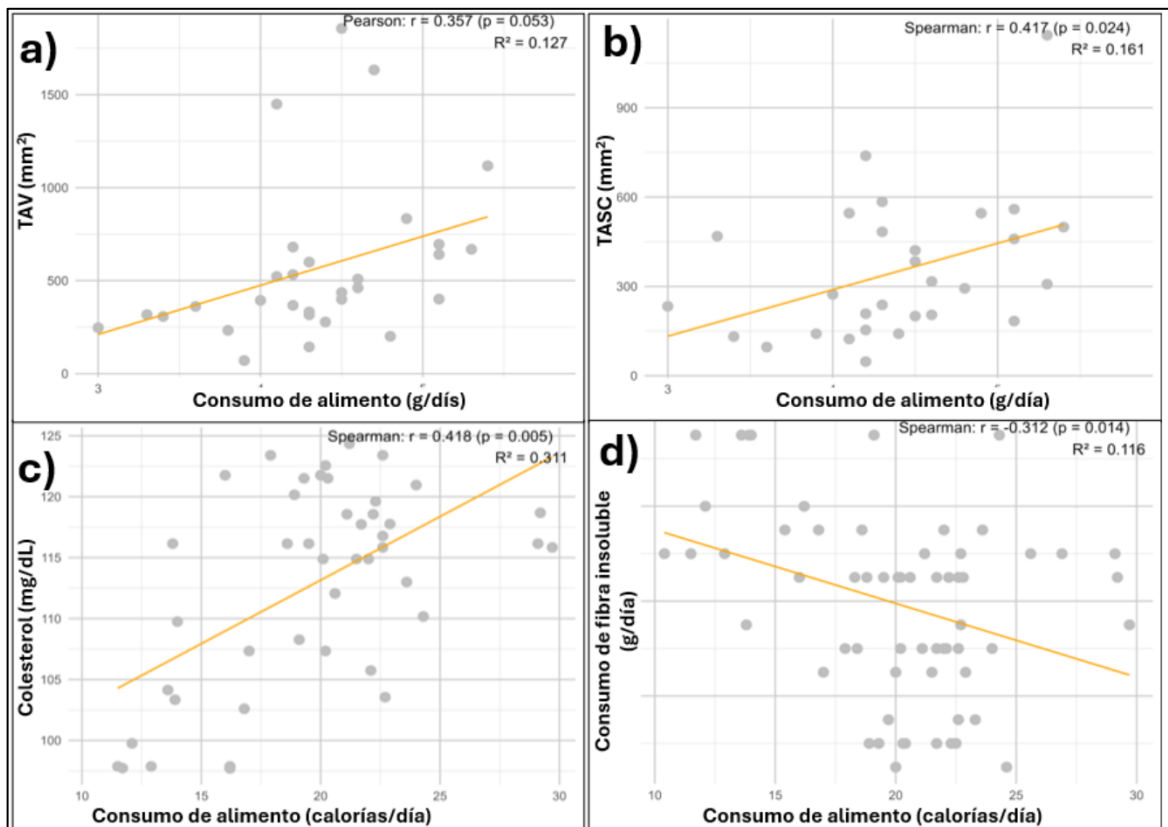 a)
Pearson: r = 0.357 (p = 0.053)
R² = 0.127
TAV (mm²)
1500
1000
500
0
3
Consumo de alimento (g/dís)
b)
Spearman: r = 0.417 (p = 0.024)
R² = 0.161
TASC (mm²)
900
600
300
0
3
Consumo de alimento (g/día)
c)
Spearman: r = 0.418 (p = 0.005)
R² = 0.311
Colesterol (mg/dL)
125
120
115
110
105
100
10
15
20
25
30
Consumo de alimento (calorías/día)
d)
Spearman: r = -0.312 (p = 0.014)
R² = 0.116
Consumo de fibra insoluble
(g/día)
10
15
20
25
30
Consumo de alimento (calorías/día)